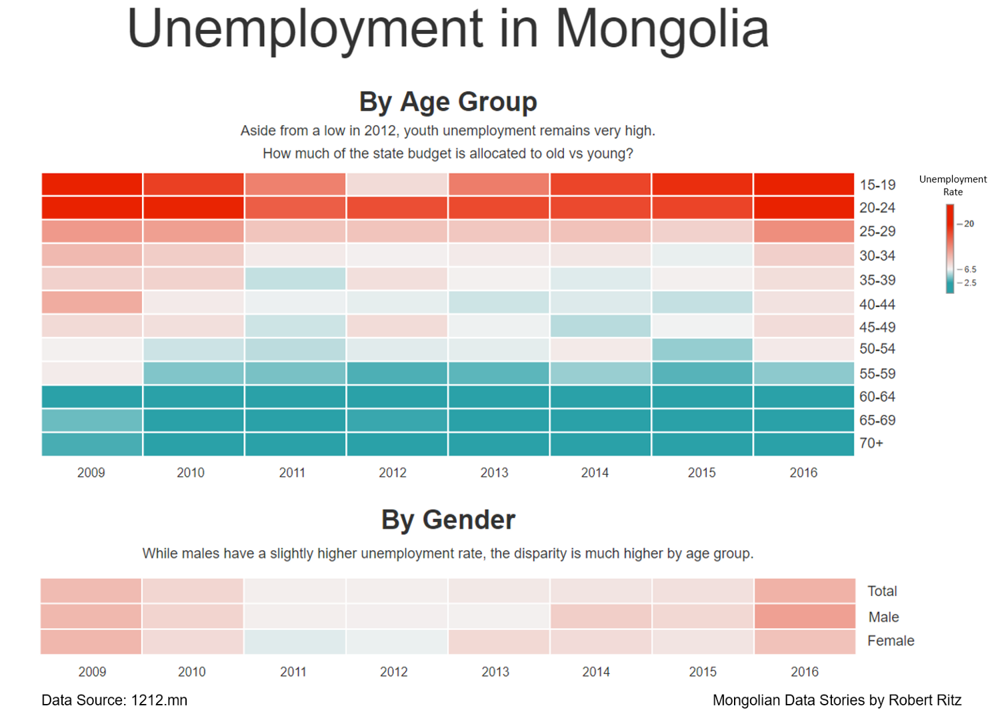 Unemployment in Mongolia
By Age Group
Aside from a low in 2012, youth unemployment remains very high.
How much of the state budget is allocated to old vs young?
15-19
20-24
25-29
30-34
35-39
40-44
45-49
50-54
55-59
60-64
65-69
70+
Unemployment
Rate
20
6.5
2.5
2009 2010 2011 2012 2013 2014 2015 2016
By Gender
While males have a slightly higher unemployment rate, the disparity is much higher by age group.
Total
Male
Female
2009 2010 2011 2012 2013 2014 2015 2016
Data Source: 1212.mn
Mongolian Data Stories by Robert Ritz